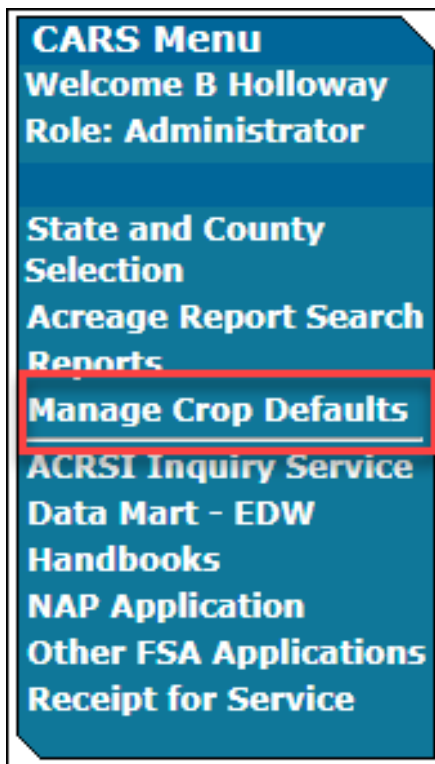 CARS Menu
Welcome B Holloway
Role: Administrator
State and County
Selection
Acreage Report Search
Reports
Manage Crop Defaults
ACRSI Inquiry Service
Data Mart - EDW
Handbooks
NAP Application
Other FSA Applications
Receipt for Service